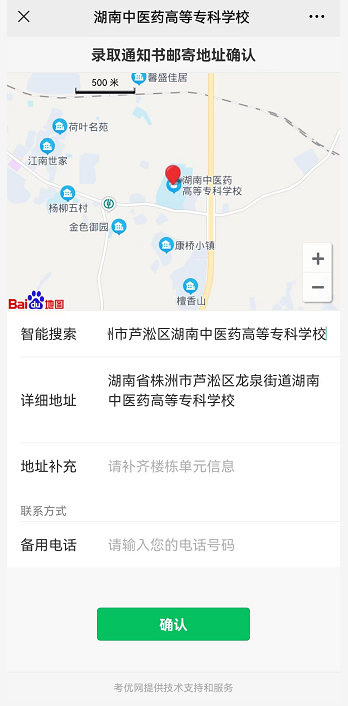 湖南中医药高等专科学校
录取通知书邮寄地址确认
500 米
馨盛佳居
荷叶名苑
江南世家
湖南中医药
高等专科学校
杨柳五村
金色御园
康桥小镇
檀香山
Bai du 地图
智能搜索 州市芦淞区湖南中医药高等专科学校
详细地址 湖南省株洲市芦淞区龙泉街道湖南
中医药高等专科学校
地址补充 请补齐楼栋单元信息
联系方式
备用电话 请输入您的电话号码
确认
考优网提供技术支持和服务